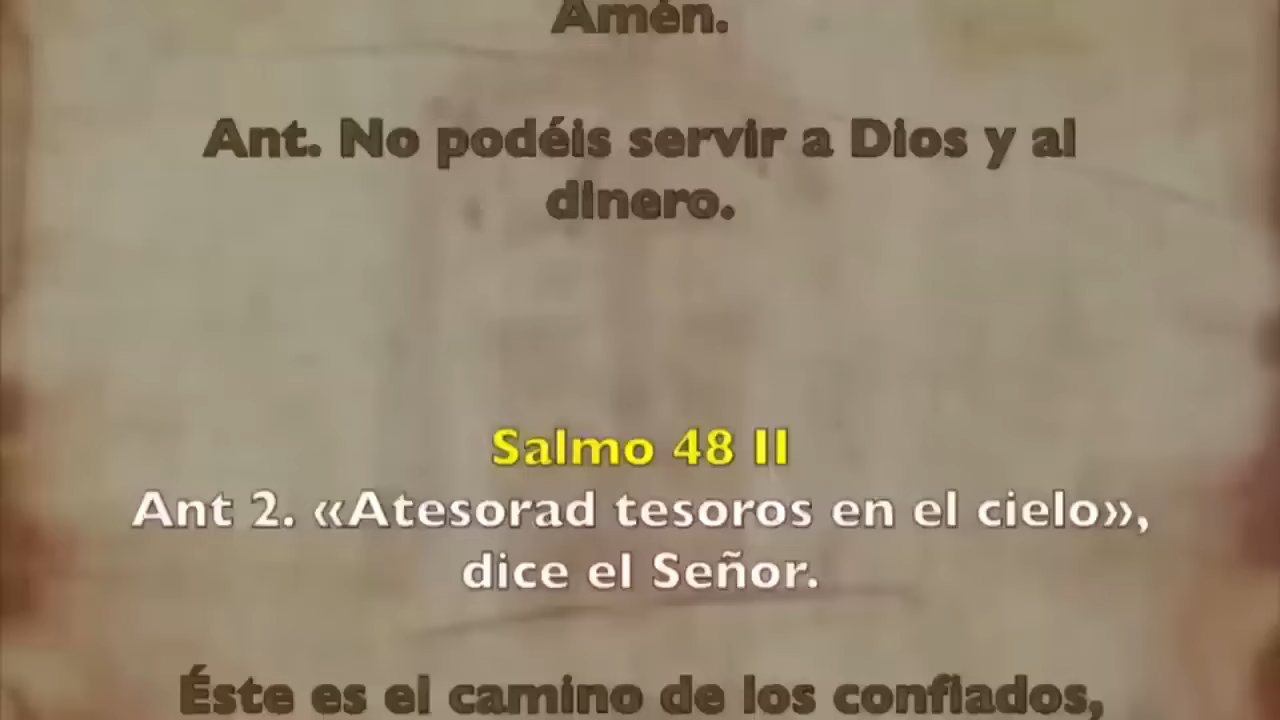 Amén.
Ant. No podéis servir a Dios y al
dinero.
Salmo 48 II
Ant 2. «Atesorad tesoros en el cielo»,
dice el Señor.
Éste es el camino de los confiados,